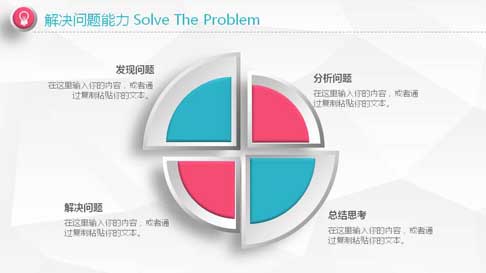 解决问题能力 Solve The Problem
发现问题
在这里输入你的内容，或者通
过复制粘贴你的文本。
分析问题
在这里输入你的内容，或者通
过复制粘贴你的文本。
解决问题
在这里输入你的内容，或者通
过复制粘贴你的文本。
总结思考
在这里输入你的内容，或者通
过复制粘贴你的文本。